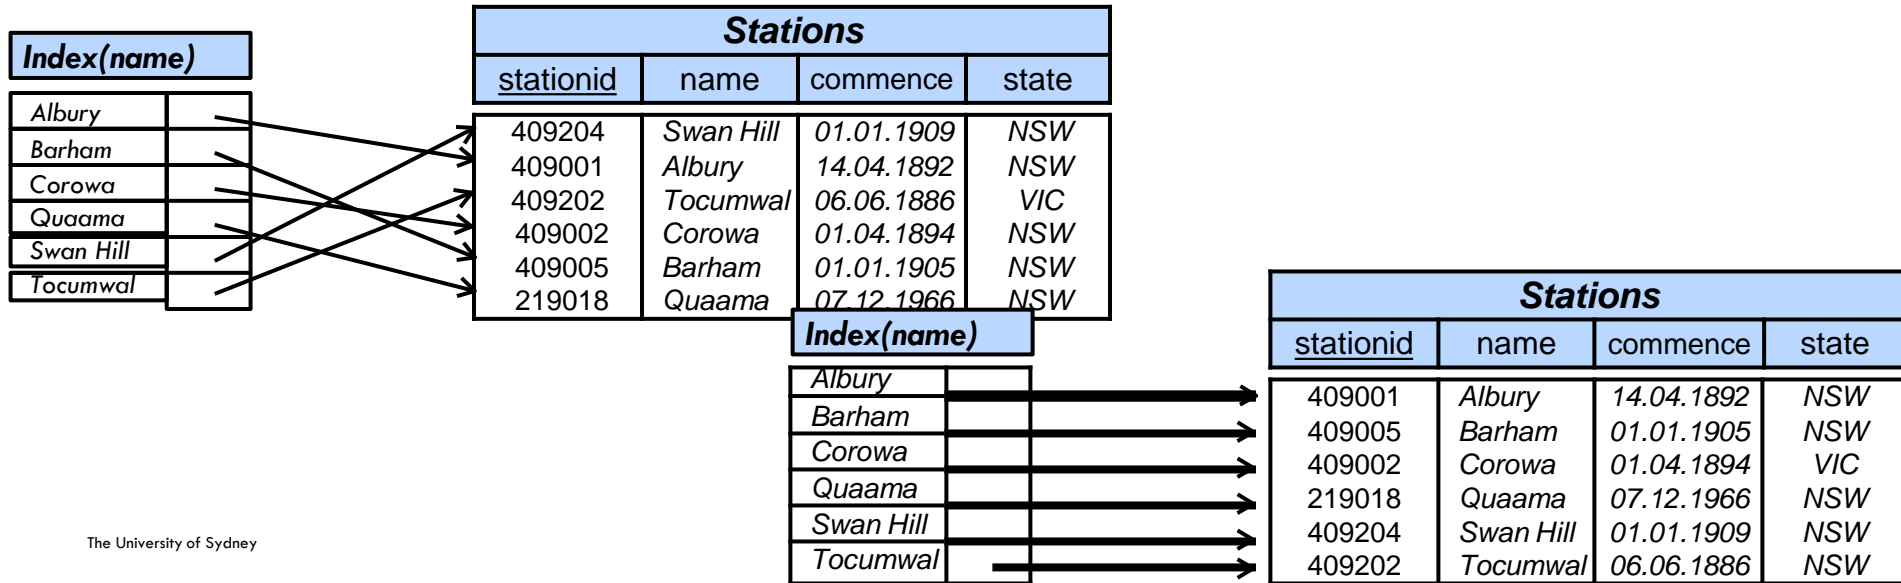 Index(name)
Albury
Barham
Corowa
Quaama
Swan Hill
Tocumwal
Stations
stationid name commence state
409204 Swan Hill 01.01.1909 NSW
409001 Albury 14.04.1892 NSW
409202 Tocumwal 06.06.1886 VIC
409002 Corowa 01.04.1894 NSW
409005 Barham 01.01.1905 NSW
219018 Quaama 07.12.1966 NSW
Index(name)
Albury
Barham
Corowa
Quaama
Swan Hill
Tocumwal
Stations
stationid name commence state
409001 Albury 14.04.1892 NSW
409005 Barham 01.01.1905 NSW
409002 Corowa 01.04.1894 VIC
219018 Quaama 07.12.1966 NSW
409204 Swan Hill 01.01.1909 NSW
409202 Tocumwal 06.06.1886 NSW
The University of Sydney